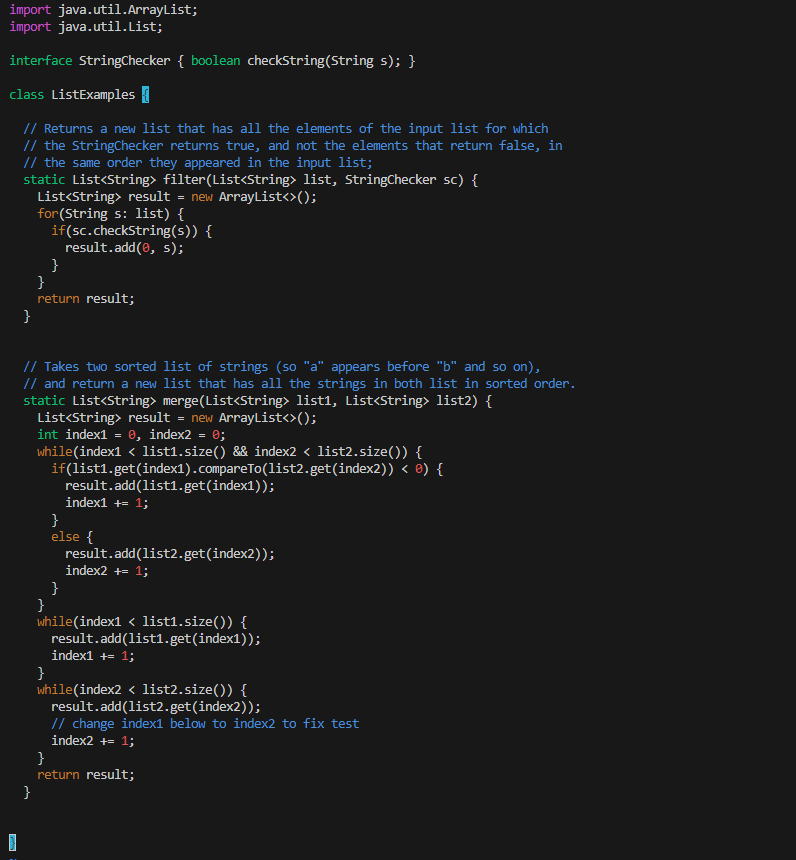 import java.util.ArrayList;
import java.util.List;

interface StringChecker { boolean checkString(String s); }

class ListExamples {

  // Returns a new list that has all the elements of the input list for which
  // the StringChecker returns true, and not the elements that return false, in
  // the same order they appeared in the input list;
  static List<String> filter(List<String> list, StringChecker sc) {
    List<String> result = new ArrayList<>();
    for(String s: list) {
      if(sc.checkString(s)) {
        result.add(0, s);
      }
    }
    return result;
  }


  // Takes two sorted list of strings (so "a" appears before "b" and so on),
  // and return a new list that has all the strings in both list in sorted order.
  static List<String> merge(List<String> list1, List<String> list2) {
    List<String> result = new ArrayList<>();
    int index1 = 0, index2 = 0;
    while(index1 < list1.size() && index2 < list2.size()) {
      if(list1.get(index1).compareTo(list2.get(index2)) < 0) {
        result.add(list1.get(index1));
        index1 += 1;
      }
      else {
        result.add(list2.get(index2));
        index2 += 1;
      }
    }
    while(index1 < list1.size()) {
      result.add(list1.get(index1));
      index1 += 1;
    }
    while(index2 < list2.size()) {
      result.add(list2.get(index2));
      // change index1 below to index2 to fix test
      index2 += 1;
    }
    return result;
  }


}